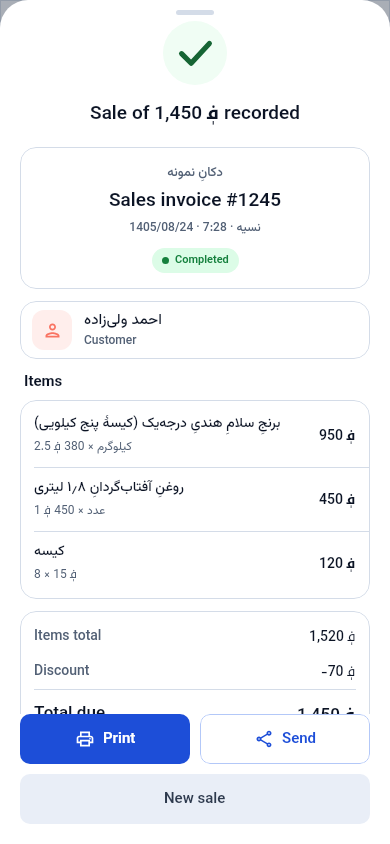 Sale of 1,450 ؋ recorded
دکانِ نمونه
Sales invoice #1245
1405/08/24 · 7:28 · نسیه
Completed
احمد ولی‌زاده
Customer
Items
برنجِ سلامِ هندیِ درجه‌یک (کیسهٔ پنج کیلویی)
950 ؋
2.5 کیلوگرم × 380 ؋
روغنِ آفتاب‌گردانِ ۱٫۸ لیتری
450 ؋
1 عدد × 450 ؋
کیسه
120 ؋
8 × 15 ؋
Items total
1,520 ؋
Discount
-70 ؋
Total due
1,450 ؋
Print
Send
New sale